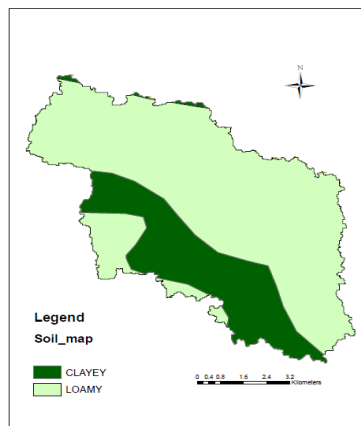 N
Legend
Soil_map
CLAYEY
LOAMY
0 0.4 0.8 1.6 2.4 3.2
Kilometers